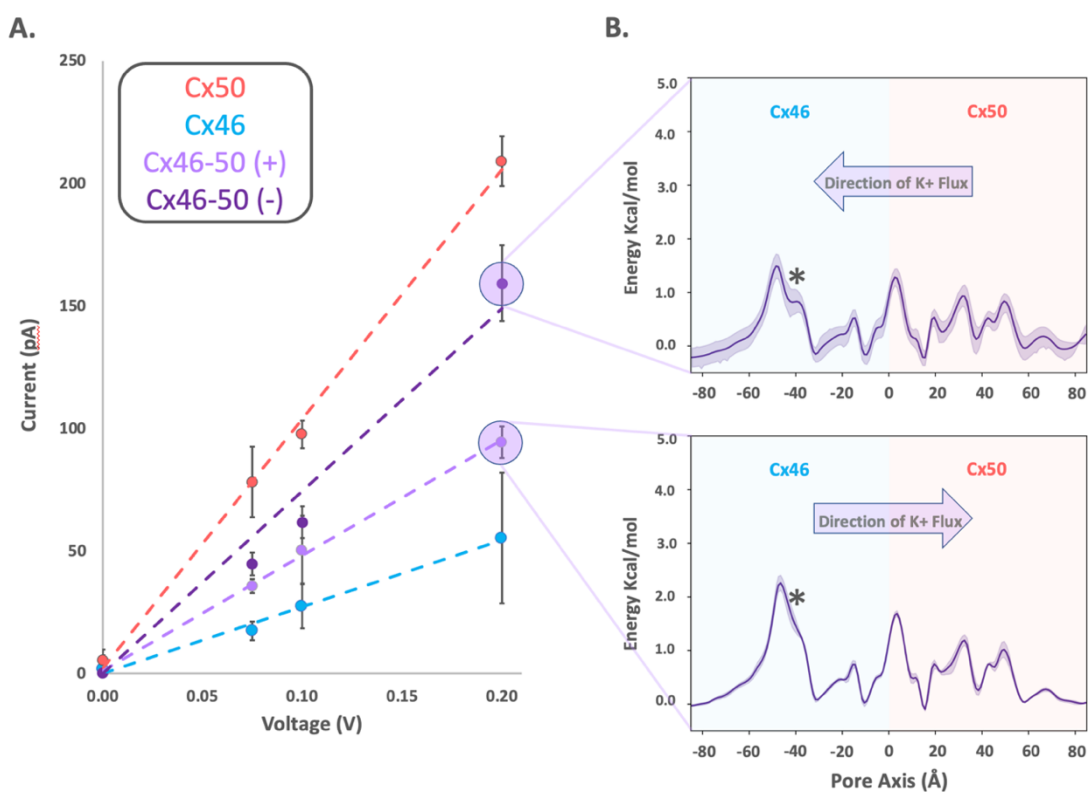 A.
250
200
150
100
50
0
0.00
0.05
0.10
0.15
0.20
Current (pA)
Voltage (V)
Cx50
Cx46
Cx46-50 (+)
Cx46-50 (-)
B.
5.0
4.0
3.0
2.0
1.0
0.0
Energy Kcal/mol
Cx46
Cx50
Direction of K+ Flux
*
-80
-60
-40
-20
0
20
40
60
80
5.0
4.0
3.0
2.0
1.0
0.0
Energy Kcal/mol
Cx46
Cx50
Direction of K+ Flux
*
-80
-60
-40
-20
0
20
40
60
80
Pore Axis (Å)